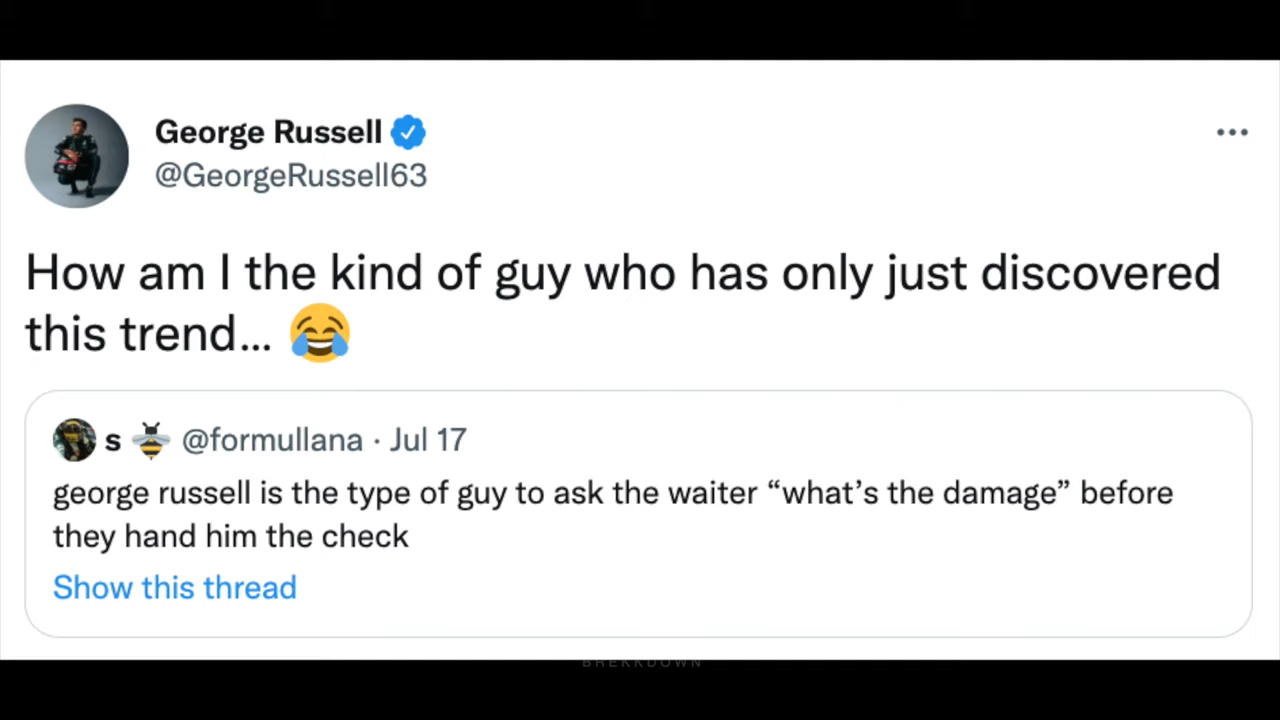 George Russell
@GeorgeRussell63
How am I the kind of guy who has only just discovered
this trend... 😂
s 🐝 @formullana · Jul 17
george russell is the type of guy to ask the waiter “what’s the damage” before
they hand him the check
Show this thread
BREKKDOWN